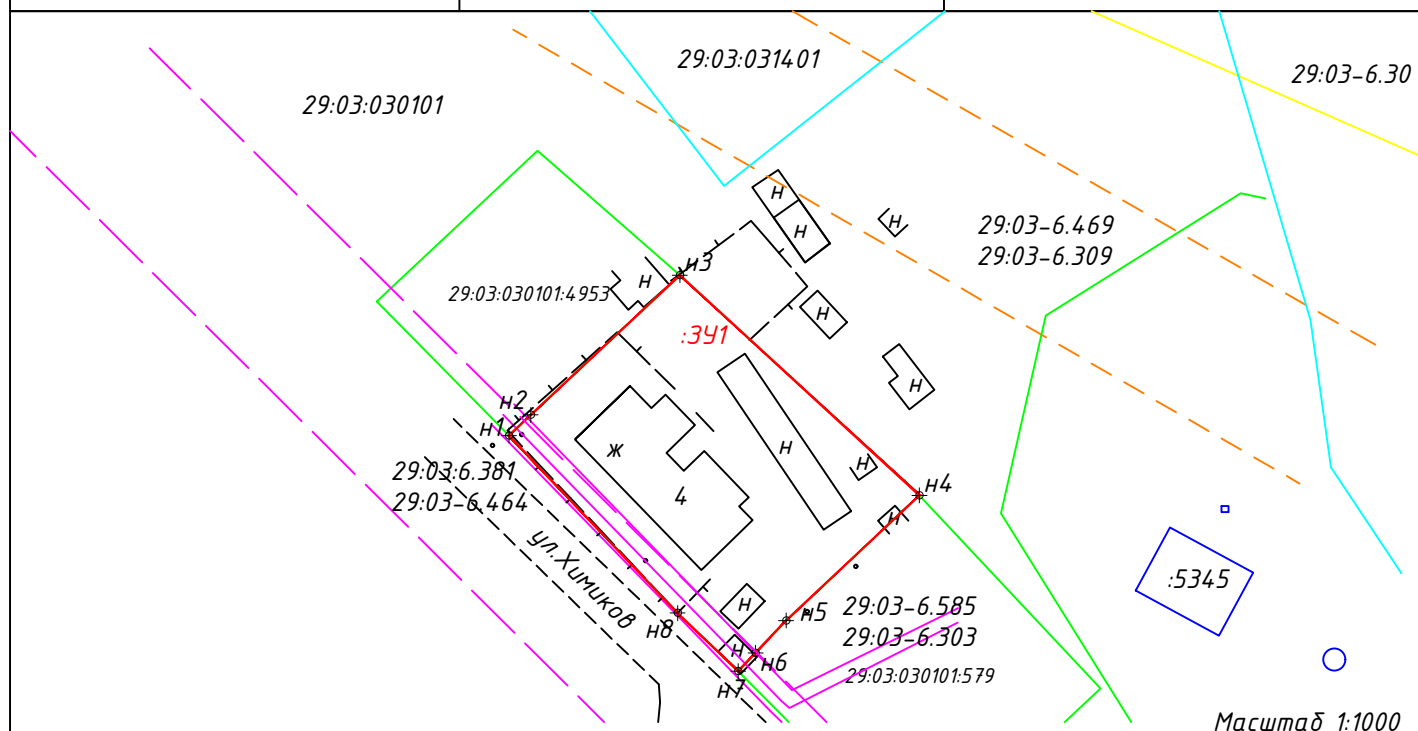 29:03:031401
29:03-6.30
29:03:030101
Н
Н
Н
29:03-6.469
29:03-6.309
н3
Н
29:03:030101:4953
Н
:ЗУ1
Н
н2
н1
Ж
Н
Н
29:03:6.381
29:03-6.464
4
н4
Н
ул.Химиков
:5345
Н
н5
29:03-6.585
29:03-6.303
н8
Н
н6
н7
29:03:030101:579
Масштаб 1:1000